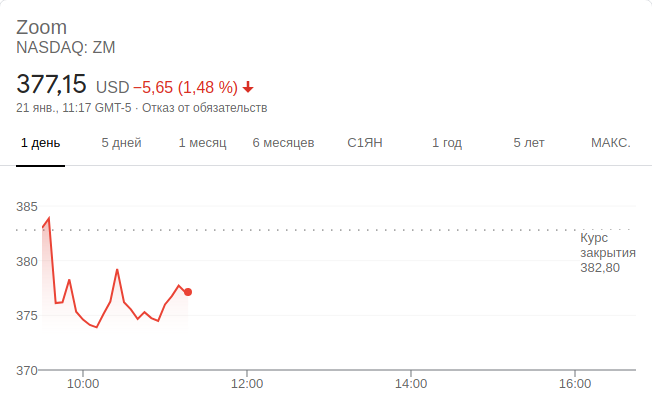 Zoom
NASDAQ: ZM
377,15 USD −5,65 (1,48 %)
21 янв., 11:17 GMT-5 · Отказ от обязательств
1 день 5 дней 1 месяц 6 месяцев С1ЯН 1 год 5 лет МАКС.
385
Курс
закрытия
382,80
380
375
370
10:00 12:00 14:00 16:00